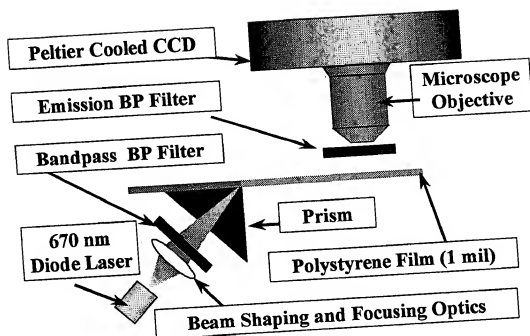 Peltier Cooled CCD
Microscope
Objective
Emission BP Filter
Bandpass BP Filter
Prism
670 nm
Diode Laser
Polystyrene Film (1 mil)
Beam Shaping and Focusing Optics